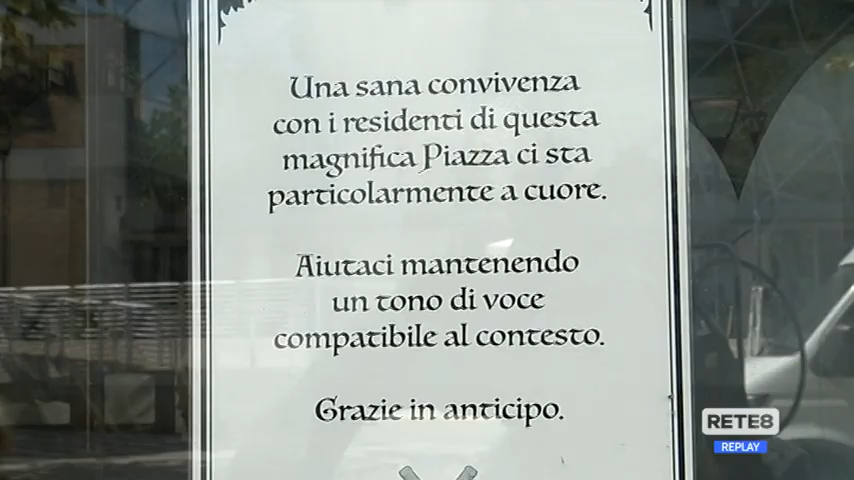 Una sana convivenza
con i residenti di questa
magnifica Piazza ci sta
particolarmente a cuore.
Aiutaci mantenendo
un tono di voce
compatibile al contesto.
Grazie in anticipo.
RETE8
REPLAY